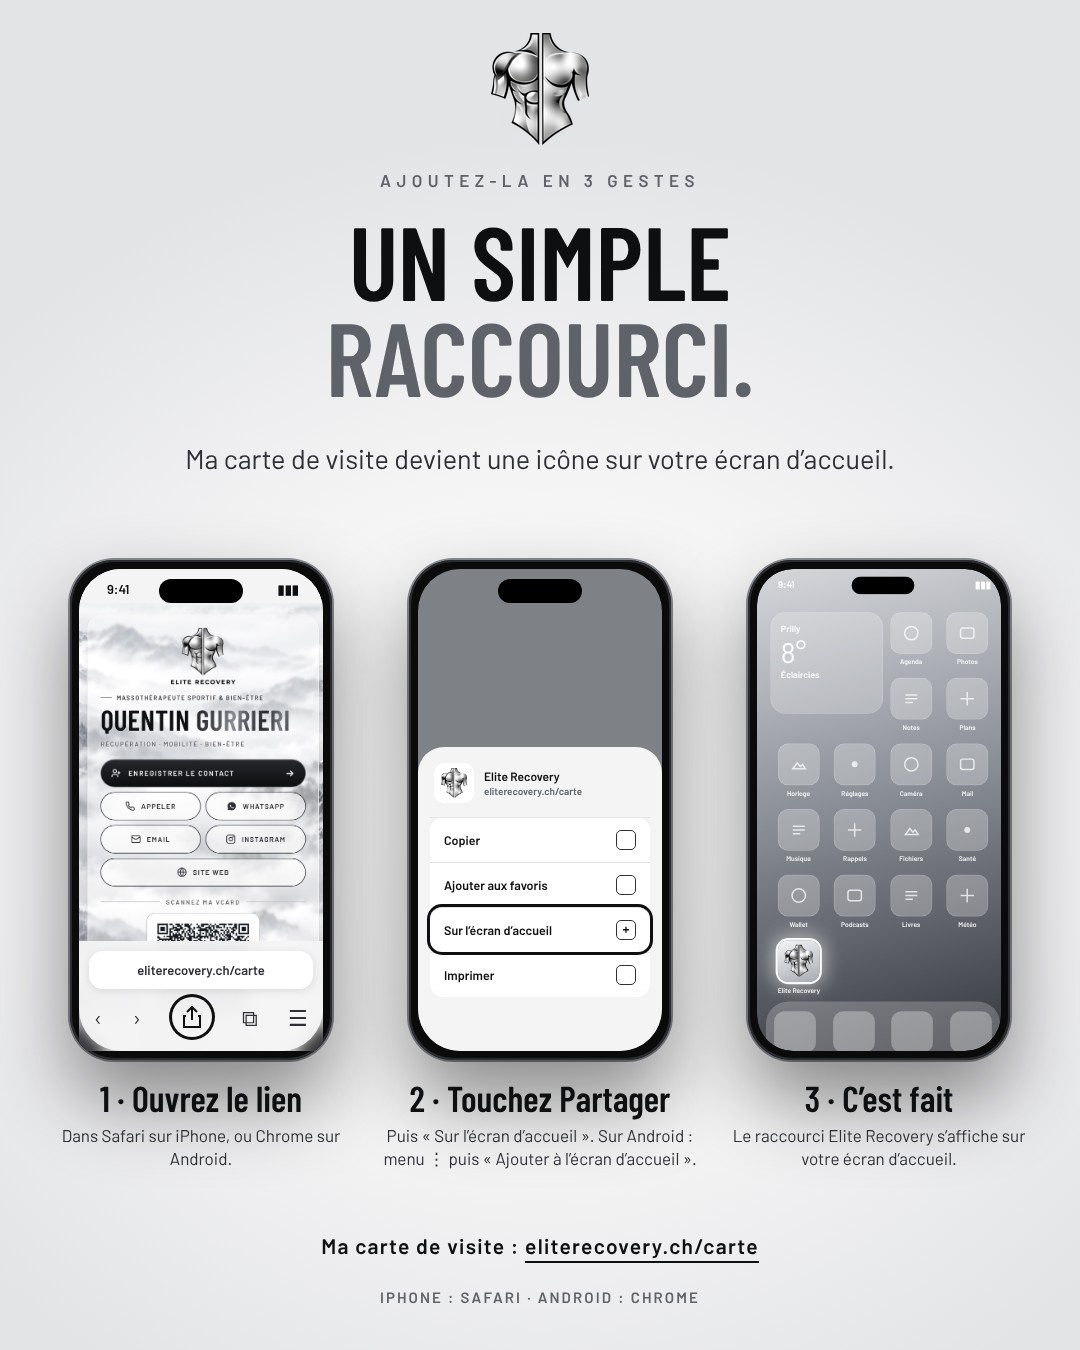 AJOUTEZ-LA EN 3 GESTES
UN SIMPLE
RACCOURCI.
Ma carte de visite devient une icône sur votre écran d’accueil.
9:41
ELITE RECOVERY
MASSOTHÉRAPEUTE SPORTIF & BIEN-ÊTRE
QUENTIN GURRIERI
RÉCUPÉRATION · MOBILITÉ · BIEN-ÊTRE
ENREGISTRER LE CONTACT →
APPELER
WHATSAPP
EMAIL
INSTAGRAM
SITE WEB
SCANNEZ MA VCARD
eliterecovery.ch/carte
Elite Recovery
eliterecovery.ch/carte
Copier
Ajouter aux favoris
Sur l’écran d’accueil
Imprimer
9:41
Prilly
8°
Éclaircies
Agenda
Photos
Notes
Plans
Horloge
Réglages
Caméra
Mail
Musique
Rappels
Fichiers
Santé
Wallet
Podcasts
Livres
Météo
Elite Recovery
1 · Ouvrez le lien
Dans Safari sur iPhone, ou Chrome sur
Android.
2 · Touchez Partager
Puis « Sur l’écran d’accueil ». Sur Android :
menu ⋮ puis « Ajouter à l’écran d’accueil ».
3 · C’est fait
Le raccourci Elite Recovery s’affiche sur
votre écran d’accueil.
Ma carte de visite : eliterecovery.ch/carte
IPHONE : SAFARI · ANDROID : CHROME